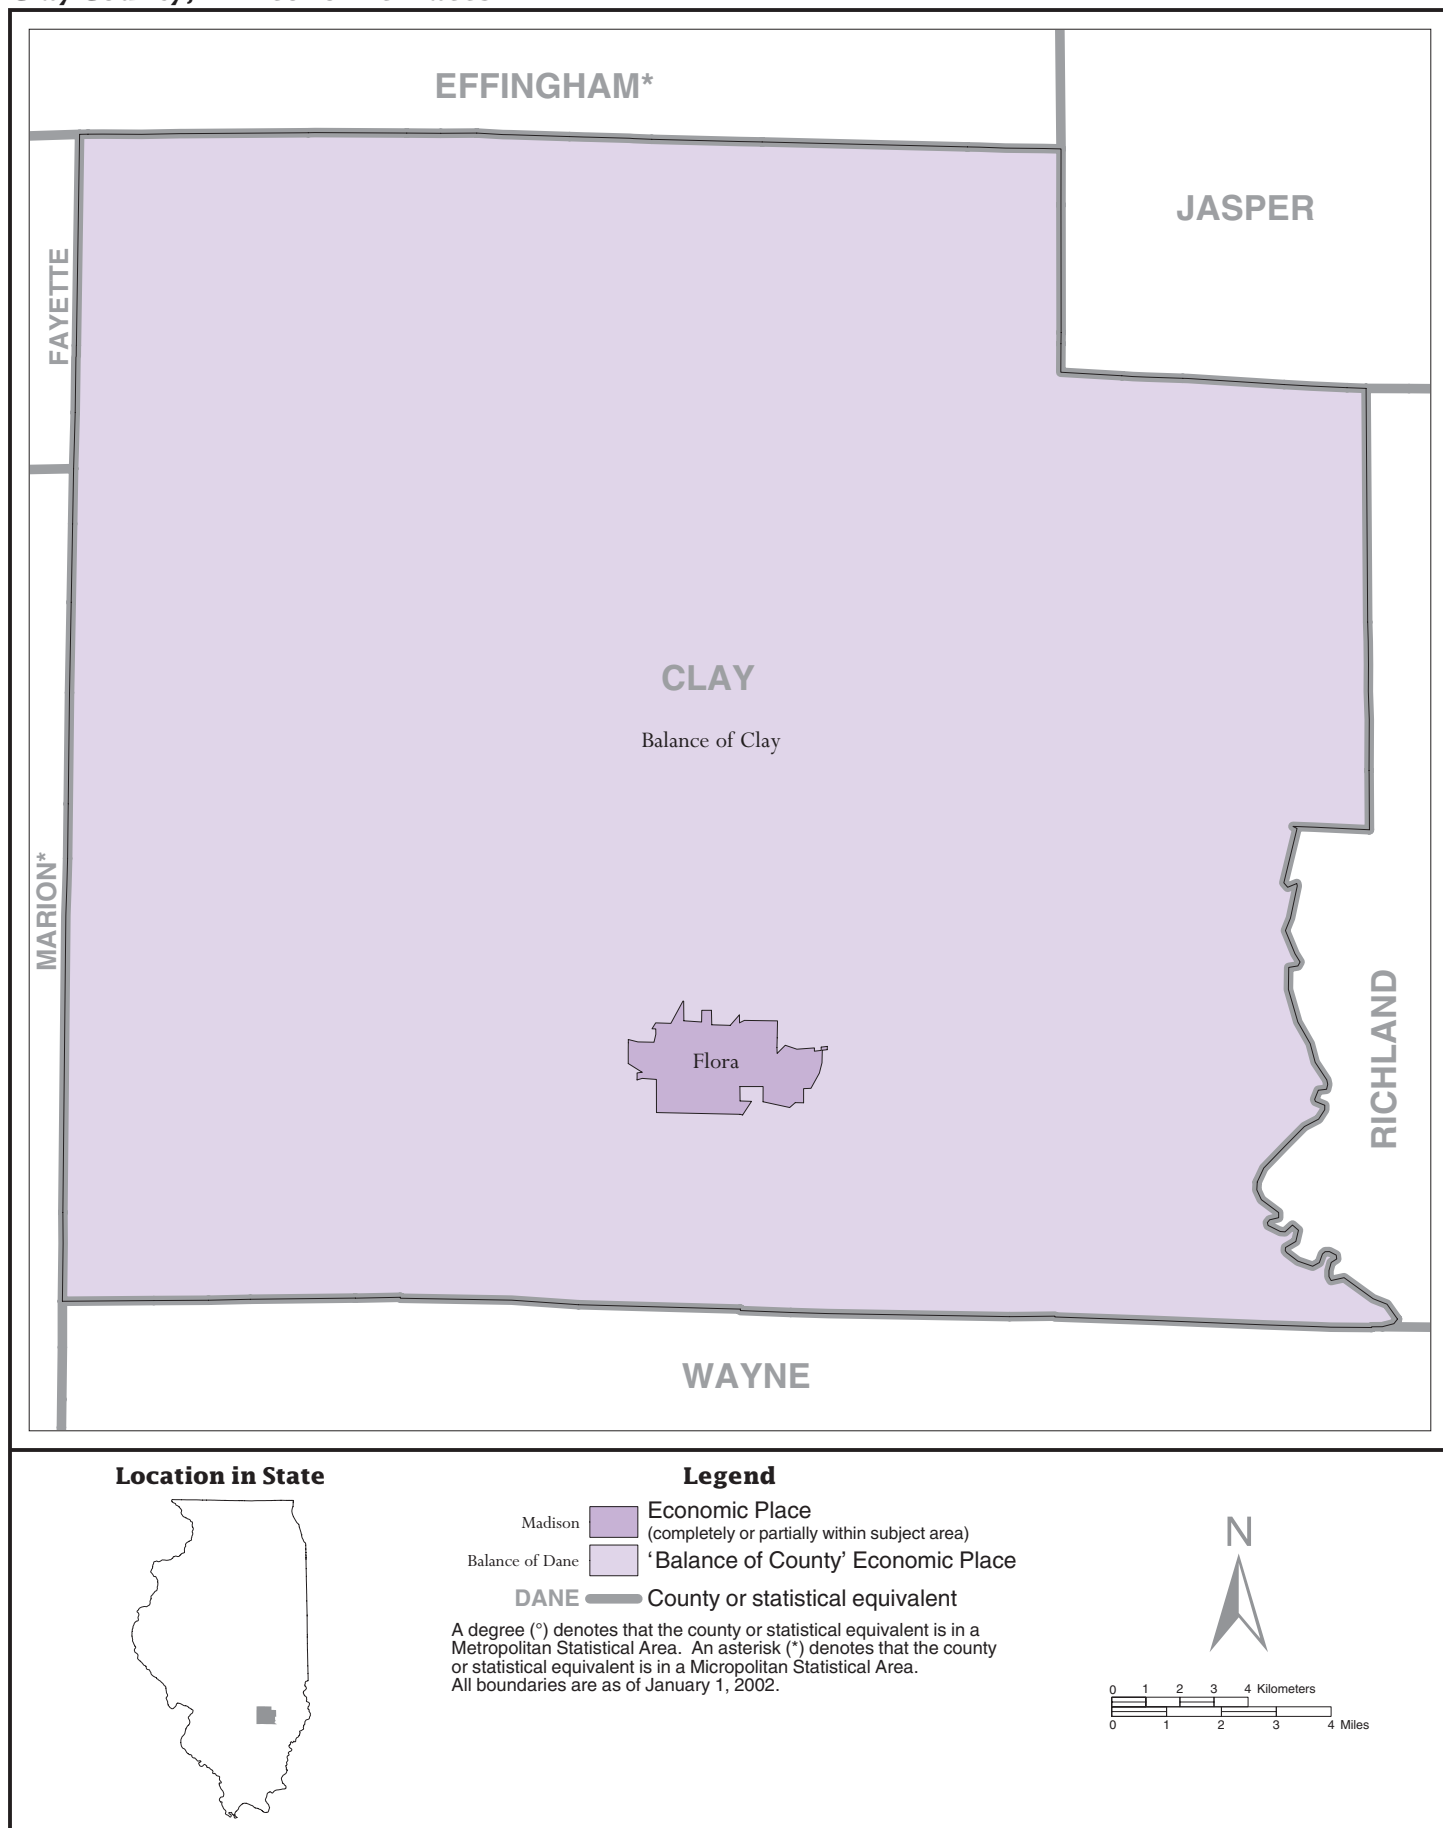 EFFINGHAM*
JASPER
FAYETTE
CLAY
Balance of Clay
MARION*
Flora
RICHLAND
WAYNE
Location in State
Legend
Madison
Economic Place
(completely or partially within subject area)
Balance of Dane
‘Balance of County’ Economic Place
DANE
County or statistical equivalent
A degree (°) denotes that the county or statistical equivalent is in a
Metropolitan Statistical Area.  An asterisk (*) denotes that the county
or statistical equivalent is in a Micropolitan Statistical Area.
All boundaries are as of January 1, 2002.
N
0 1 2 3 4 Kilometers
0 1 2 3 4 Miles